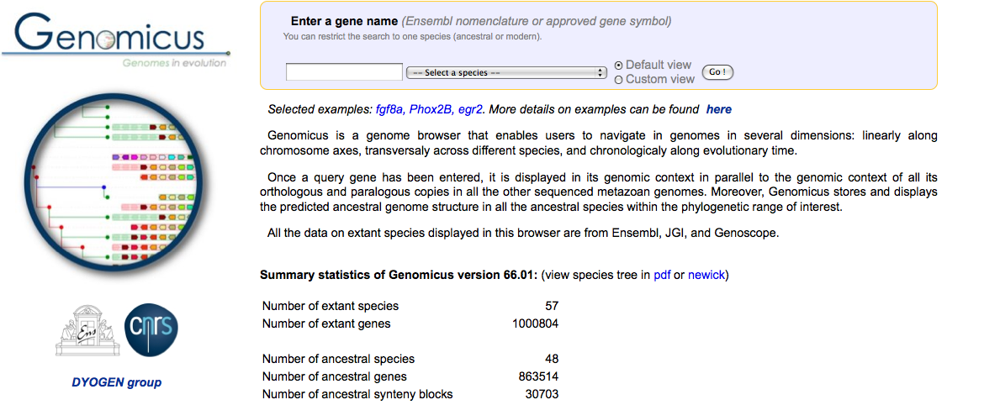 Genomicus
Genomes in evolution
Enter a gene name (Ensembl nomenclature or approved gene symbol)
You can restrict the search to one species (ancestral or modern).
-- Select a species --
Default view
Custom view
Go !
Selected examples: fgf8a, Phox2B, egr2. More details on examples can be found here
Genomicus is a genome browser that enables users to navigate in genomes in several dimensions: linearly along
chromosome axes, transversaly across different species, and chronologicaly along evolutionary time.
Once a query gene has been entered, it is displayed in its genomic context in parallel to the genomic context of all its
orthologous and paralogous copies in all the other sequenced metazoan genomes. Moreover, Genomicus stores and displays
the predicted ancestral genome structure in all the ancestral species within the phylogenetic range of interest.
All the data on extant species displayed in this browser are from Ensembl, JGI, and Genoscope.
Summary statistics of Genomicus version 66.01: (view species tree in pdf or newick)
Number of extant species 57
Number of extant genes 1000804
Number of ancestral species 48
Number of ancestral genes 863514
Number of ancestral synteny blocks 30703
Ens
cnrs
DYOGEN group